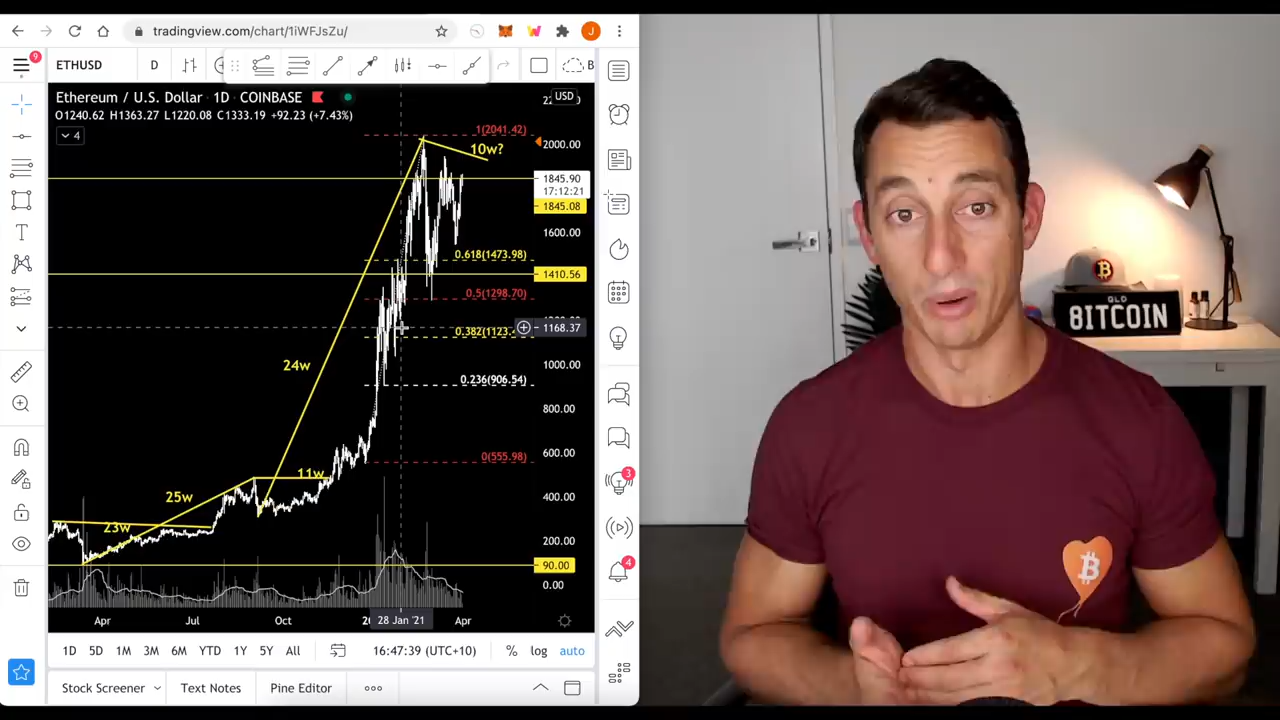 tradingview.com/chart/1iWFJsZu/
J
9
ETHUSD
D
B
Ethereum / U.S. Dollar · 1D · COINBASE
USD
O1240.62 H1363.27 L1220.08 C1333.19 +92.23 (+7.43%)
4
1(2041.42)
2000.00
10w?
1845.90
17:12:21
1845.08
1600.00
0.618(1473.98)
1410.56
0.5(1298.70)
1168.37
24w
1000.00
0.236(906.54)
800.00
0(555.98)
600.00
11w
25w
400.00
23w
200.00
90.00
0.00
Apr
Jul
Oct
28 Jan '21
Apr
3
4
1D 5D 1M 3M 6M YTD 1Y 5Y All
16:47:39 (UTC+10)
% log auto
Stock Screener
Text Notes
Pine Editor
QLD
8ITCOIN